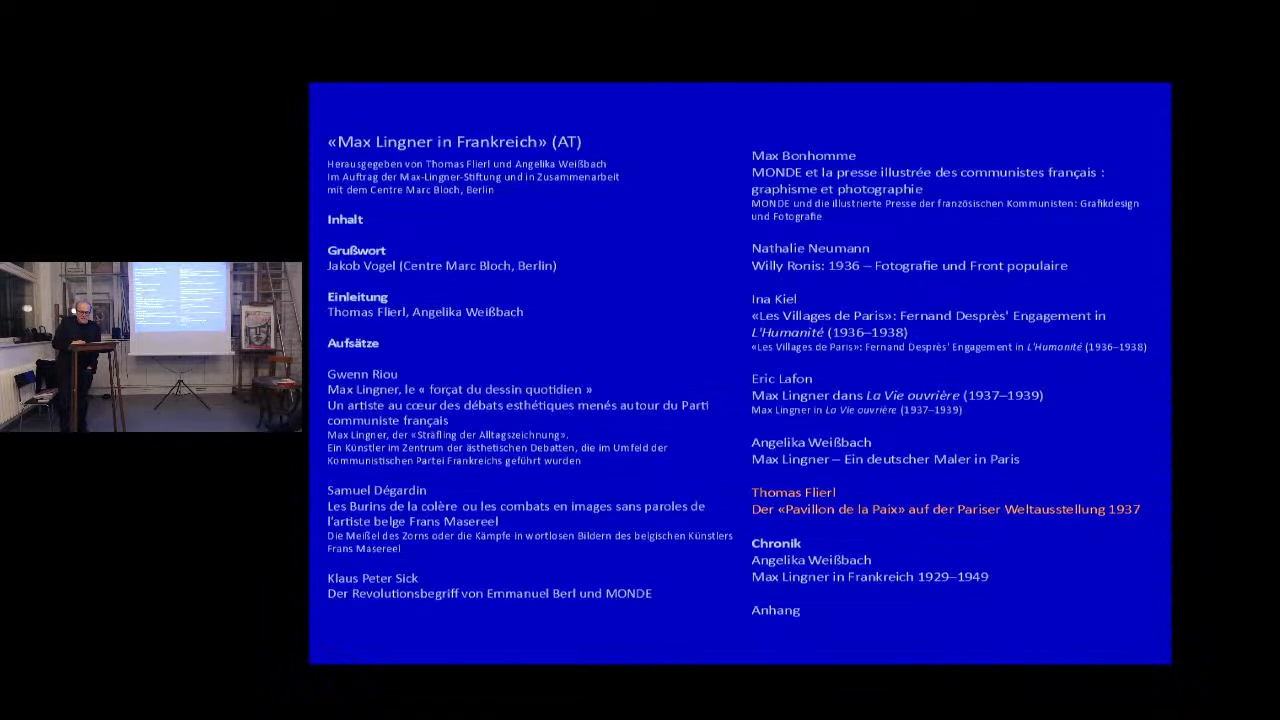 «Max Lingner in Frankreich» (AT)
Herausgegeben von Thomas Flierl und Angelika Weißbach
Im Auftrag der Max-Lingner-Stiftung und in Zusammenarbeit
mit dem Centre Marc Bloch, Berlin
Inhalt
Grußwort
Jakob Vogel (Centre Marc Bloch, Berlin)
Einleitung
Thomas Flierl, Angelika Weißbach
Aufsätze
Gwenn Riou
Max Lingner, le « forçat du dessin quotidien »
Un artiste au cœur des débats esthétiques menés autour du Parti
communiste français
Max Lingner, der «Sträfling der Alltagszeichnung».
Ein Künstler im Zentrum der ästhetischen Debatten, die im Umfeld der
Kommunistischen Partei Frankreichs geführt wurden
Samuel Dégardin
Les Burins de la colère ou les combats en images sans paroles de
l'artiste belge Frans Masereel
Die Meißel des Zorns oder die Kämpfe in wortlosen Bildern des belgischen Künstlers
Frans Masereel
Klaus Peter Sick
Der Revolutionsbegriff von Emmanuel Berl und MONDE
Max Bonhomme
MONDE et la presse illustrée des communistes français :
graphisme et photographie
MONDE und die illustrierte Presse der französischen Kommunisten: Grafikdesign
und Fotografie
Nathalie Neumann
Willy Ronis: 1936 – Fotografie und Front populaire
Ina Kiel
«Les Villages de Paris»: Fernand Desprès' Engagement in
L'Humanité (1936–1938)
«Les Villages de Paris»: Fernand Desprès' Engagement in L'Humanité (1936–1938)
Eric Lafon
Max Lingner dans La Vie ouvrière (1937–1939)
Max Lingner in La Vie ouvrière (1937–1939)
Angelika Weißbach
Max Lingner – Ein deutscher Maler in Paris
Thomas Flierl
Der «Pavillon de la Paix» auf der Pariser Weltausstellung 1937
Chronik
Angelika Weißbach
Max Lingner in Frankreich 1929–1949
Anhang